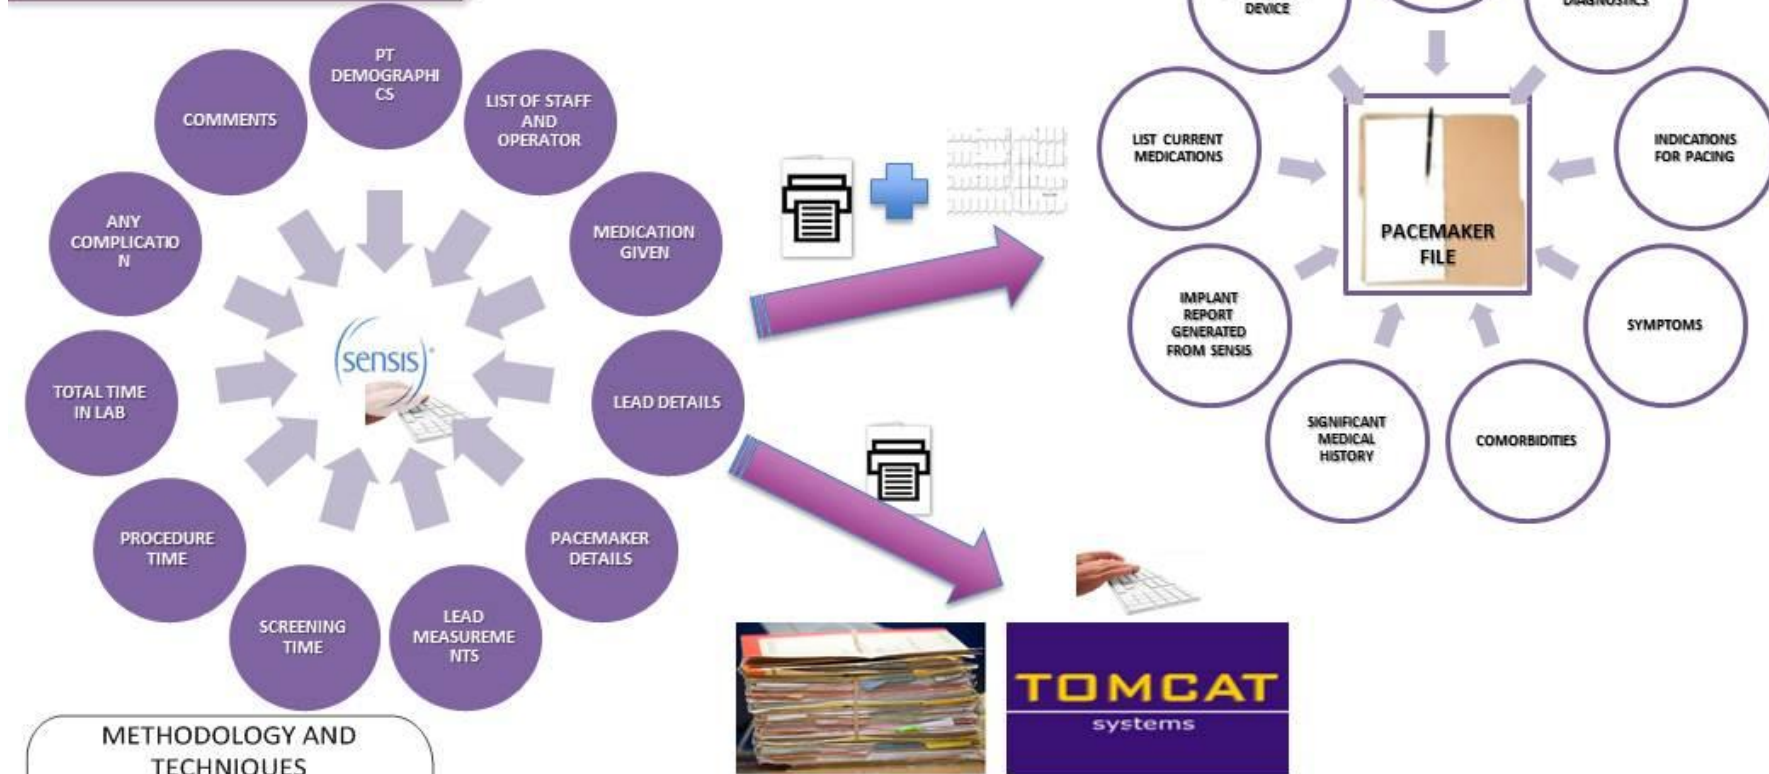 PT
DEMOGRAPHI
CS
LIST OF STAFF
AND
OPERATOR
MEDICATION
GIVEN
LEAD DETAILS
PACEMAKER
DETAILS
LEAD
MEASUREME
NTS
SCREENING
TIME
PROCEDURE
TIME
TOTAL TIME
IN LAB
ANY
COMPLICATIO
N
COMMENTS
sensis
METHODOLOGY AND
TECHNIQUES
TOMCAT
systems
DEVICE
DIAGNOSTICS
INDICATIONS
FOR PACING
SYMPTOMS
COMORBIDITIES
SIGNIFICANT
MEDICAL
HISTORY
IMPLANT
REPORT
GENERATED
FROM SENSIS
LIST CURRENT
MEDICATIONS
PACEMAKER
FILE